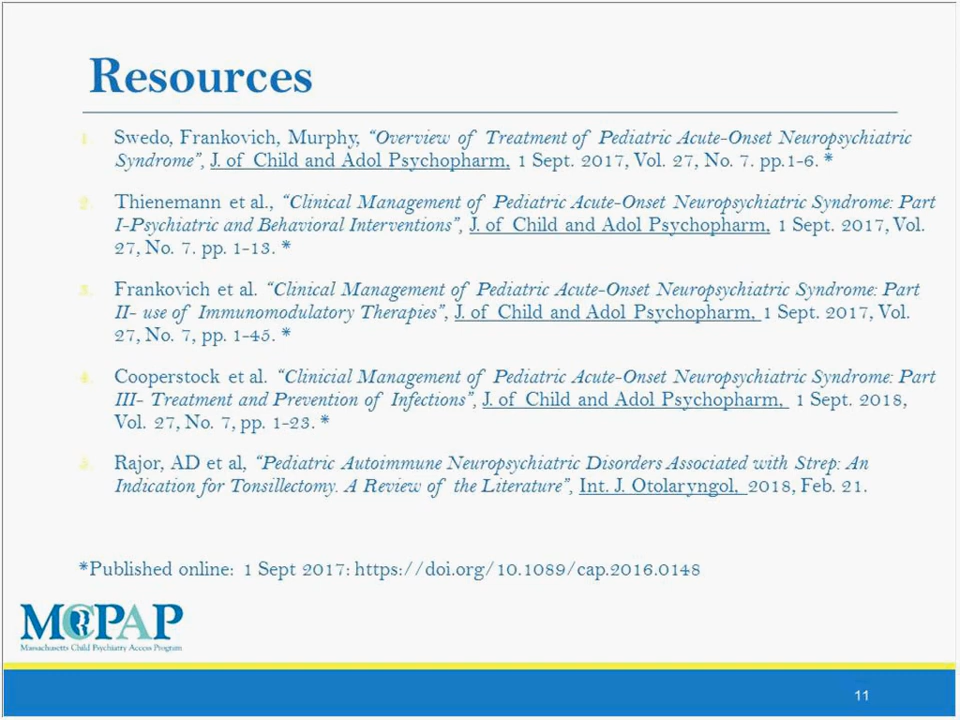 Resources
1. Swedo, Frankovich, Murphy, “Overview of Treatment of Pediatric Acute-Onset Neuropsychiatric
Syndrome”, J. of Child and Adol Psychopharm, 1 Sept. 2017, Vol. 27, No. 7. pp.1-6. *
2. Thienemann et al., “Clinical Management of Pediatric Acute-Onset Neuropsychiatric Syndrome: Part
I-Psychiatric and Behavioral Interventions”, J. of Child and Adol Psychopharm, 1 Sept. 2017, Vol.
27, No. 7. pp. 1-13. *
3. Frankovich et al. “Clinical Management of Pediatric Acute-Onset Neuropsychiatric Syndrome: Part
II- use of Immunomodulatory Therapies”, J. of Child and Adol Psychopharm, 1 Sept. 2017, Vol.
27, No. 7, pp. 1-45. *
4. Cooperstock et al. “Clinicial Management of Pediatric Acute-Onset Neuropsychiatric Syndrome: Part
III- Treatment and Prevention of Infections”, J. of Child and Adol Psychopharm, 1 Sept. 2018,
Vol. 27, No. 7, pp. 1-23. *
5. Rajor, AD et al, “Pediatric Autoimmune Neuropsychiatric Disorders Associated with Strep: An
Indication for Tonsillectomy. A Review of the Literature”, Int. J. Otolaryngol, 2018, Feb. 21.
*Published online: 1 Sept 2017: https://doi.org/10.1089/cap.2016.0148
MCPAP
Massachusetts Child Psychiatry Access Program
11